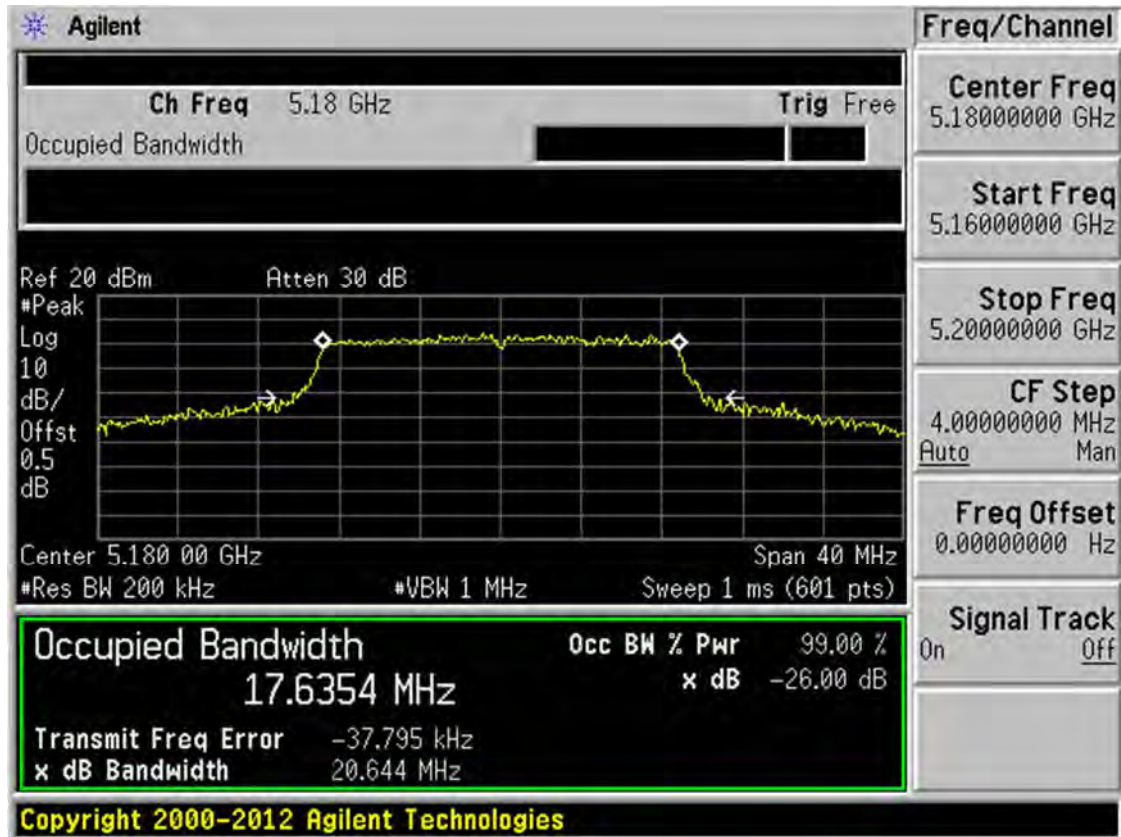 Agilent
Freq/Channel
Ch Freq 5.18 GHz Trig Free
Occupied Bandwidth
Center Freq
5.18000000 GHz
Start Freq
5.16000000 GHz
Stop Freq
5.20000000 GHz
CF Step
4.00000000 MHz
Auto Man
Freq Offset
0.00000000 Hz
Signal Track
On Off
Ref 20 dBm Atten 30 dB
#Peak
Log
10
dB/
Offst
0.5
dB
Center 5.180 00 GHz Span 40 MHz
#Res BW 200 kHz #VBW 1 MHz Sweep 1 ms (601 pts)
Occupied Bandwidth Occ BW % Pwr 99.00 %
17.6354 MHz x dB -26.00 dB
Transmit Freq Error -37.795 kHz
x dB Bandwidth 20.644 MHz
Copyright 2000-2012 Agilent Technologies